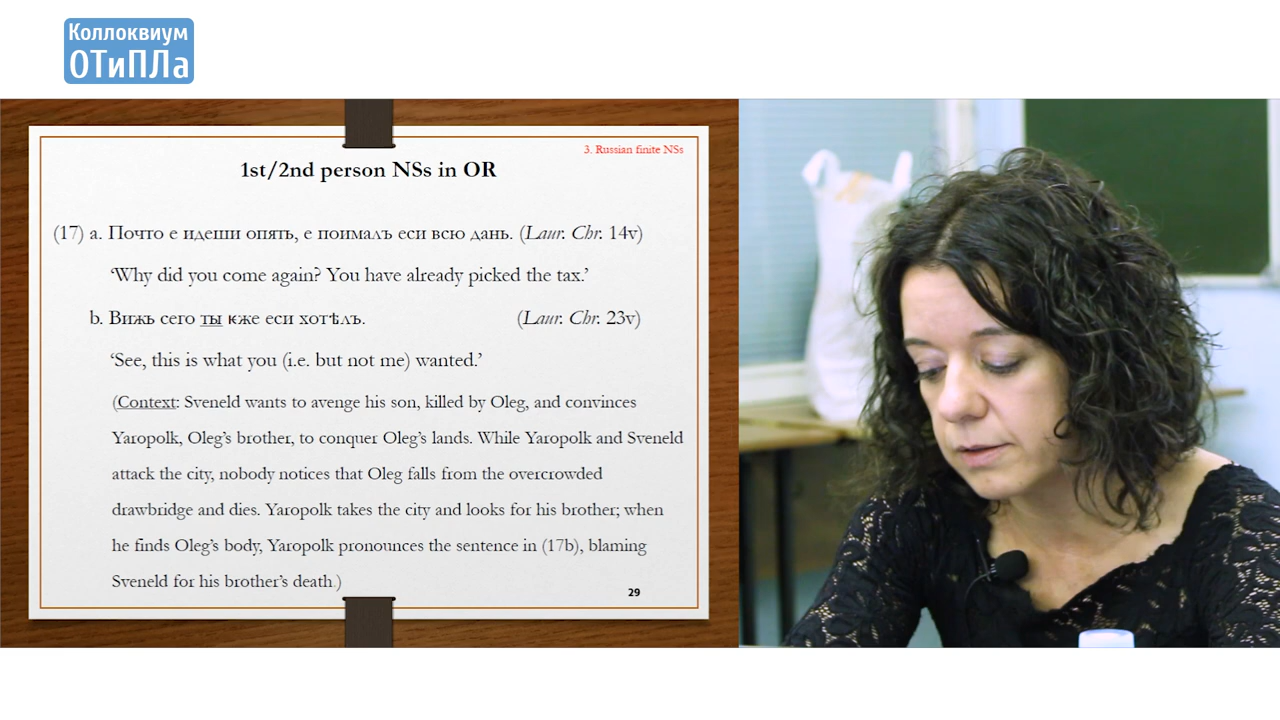 Коллоквиум
ОТиПЛа
3. Russian finite NSs
1st/2nd person NSs in OR
(17) a. Почто е идеши опять, е поималъ еси всю дань. (Laur. Chr. 14v)
‘Why did you come again? You have already picked the tax.’
b. Вижь сего ты ѥже еси хотѣлъ. (Laur. Chr. 23v)
‘See, this is what you (i.e. but not me) wanted.’
(Context: Sveneld wants to avenge his son, killed by Oleg, and convinces
Yaropolk, Oleg’s brother, to conquer Oleg’s lands. While Yaropolk and Sveneld
attack the city, nobody notices that Oleg falls from the overcrowded
drawbridge and dies. Yaropolk takes the city and looks for his brother; when
he finds Oleg’s body, Yaropolk pronounces the sentence in (17b), blaming
Sveneld for his brother’s death.)
29